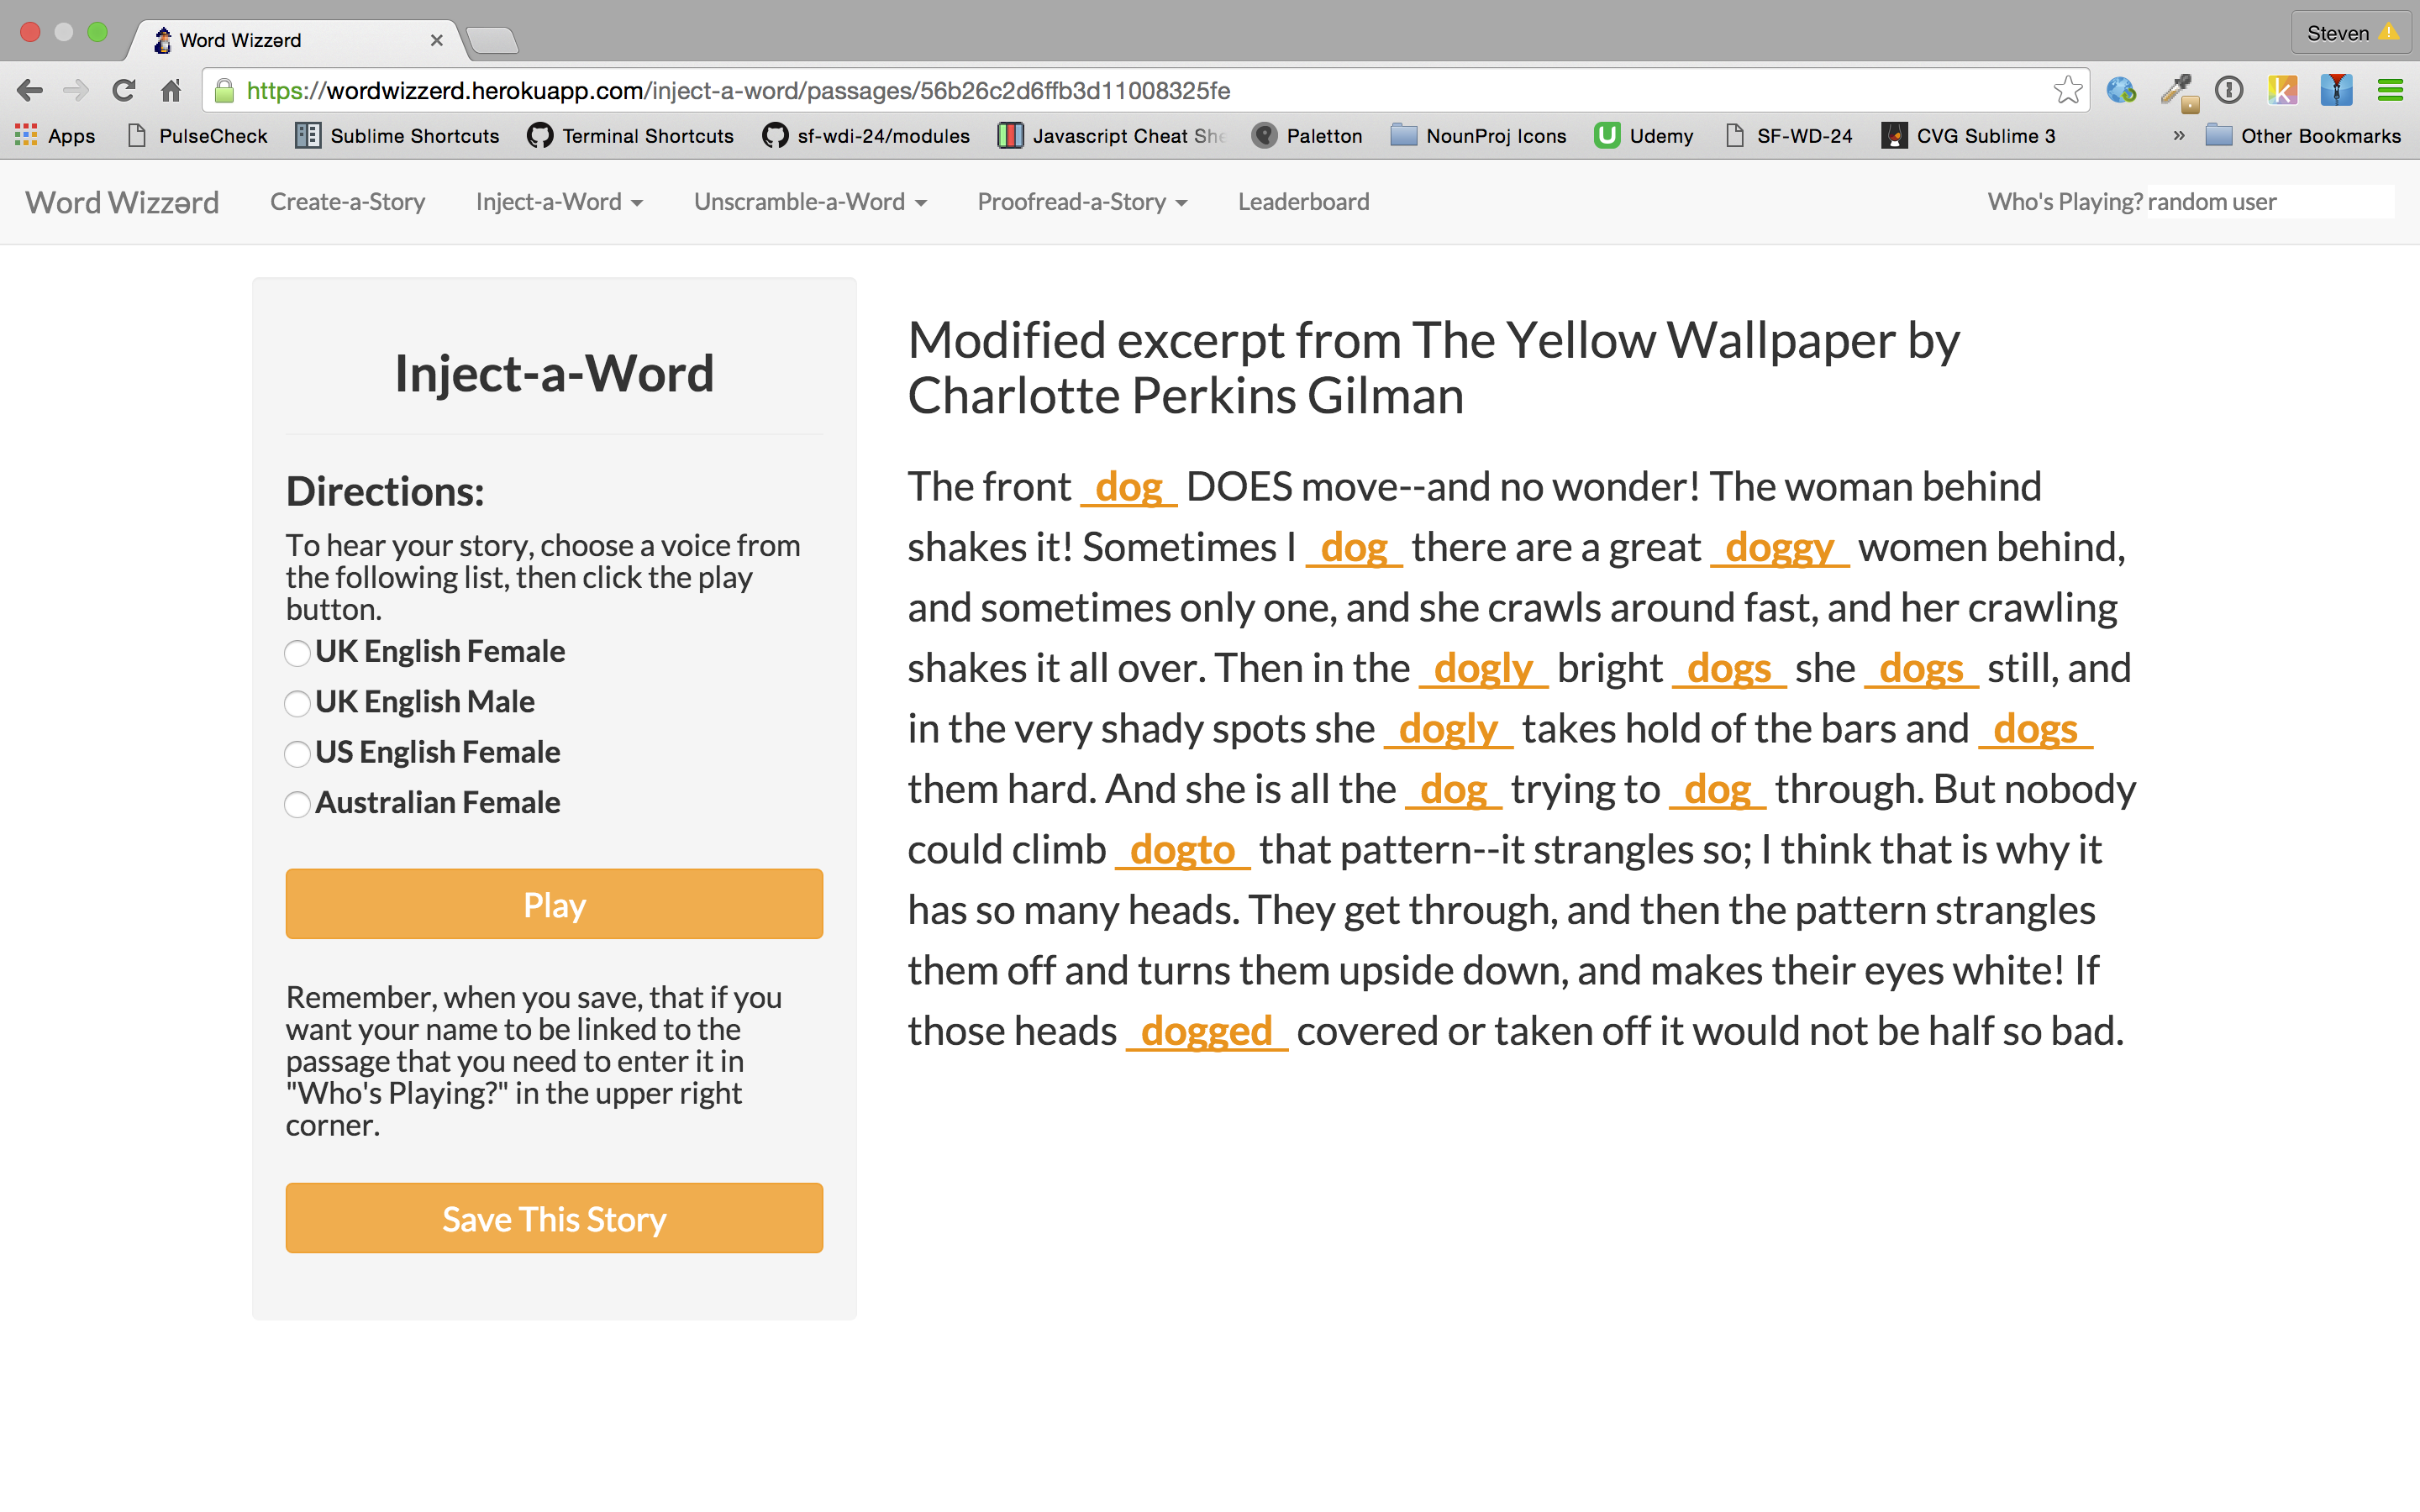 Word Wizzərd
Steven
https://wordwizzerd.herokuapp.com/inject-a-word/passages/56b26c2d6ffb3d11008325fe
Apps PulseCheck Sublime Shortcuts Terminal Shortcuts sf-wdi-24/modules Javascript Cheat She Paletton NounProj Icons Udemy SF-WD-24 CVG Sublime 3 » Other Bookmarks
Word Wizzərd Create-a-Story Inject-a-Word Unscramble-a-Word Proofread-a-Story Leaderboard Who's Playing? random user
Inject-a-Word
Directions:
To hear your story, choose a voice from
the following list, then click the play
button.
UK English Female
UK English Male
US English Female
Australian Female
Play
Remember, when you save, that if you
want your name to be linked to the
passage that you need to enter it in
"Who's Playing?" in the upper right
corner.
Save This Story
Modified excerpt from The Yellow Wallpaper by
Charlotte Perkins Gilman
The front dog DOES move--and no wonder! The woman behind
shakes it! Sometimes I dog there are a great doggy women behind,
and sometimes only one, and she crawls around fast, and her crawling
shakes it all over. Then in the dogly bright dogs she dogs still, and
in the very shady spots she dogly takes hold of the bars and dogs
them hard. And she is all the dog trying to dog through. But nobody
could climb dogto that pattern--it strangles so; I think that is why it
has so many heads. They get through, and then the pattern strangles
them off and turns them upside down, and makes their eyes white! If
those heads dogged covered or taken off it would not be half so bad.